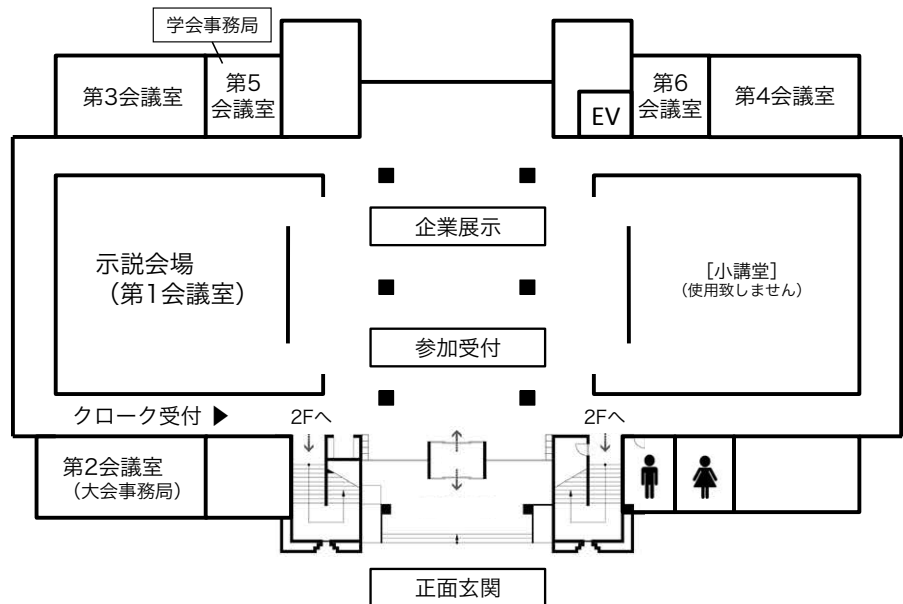 学会事務局
第3会議室
第5
会議室
EV
第6
会議室
第4会議室
企業展示
示説会場
（第1会議室）
［小講堂］
（使用致しません）
参加受付
クローク受付 ▶
2Fへ
2Fへ
第2会議室
（大会事務局）
正面玄関